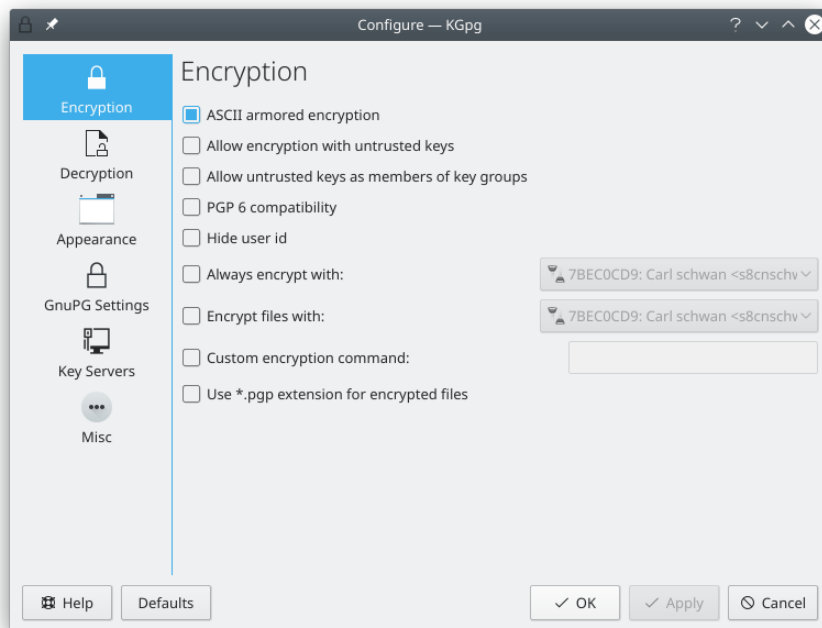 Configure — KGpg
Encryption
Decryption
Appearance
GnuPG Settings
Key Servers
Misc
Encryption
ASCII armored encryption
Allow encryption with untrusted keys
Allow untrusted keys as members of key groups
PGP 6 compatibility
Hide user id
Always encrypt with: 7BEC0CD9: Carl schwan <s8cnschv
Encrypt files with: 7BEC0CD9: Carl schwan <s8cnschv
Custom encryption command:
Use *.pgp extension for encrypted files
Help Defaults OK Apply Cancel